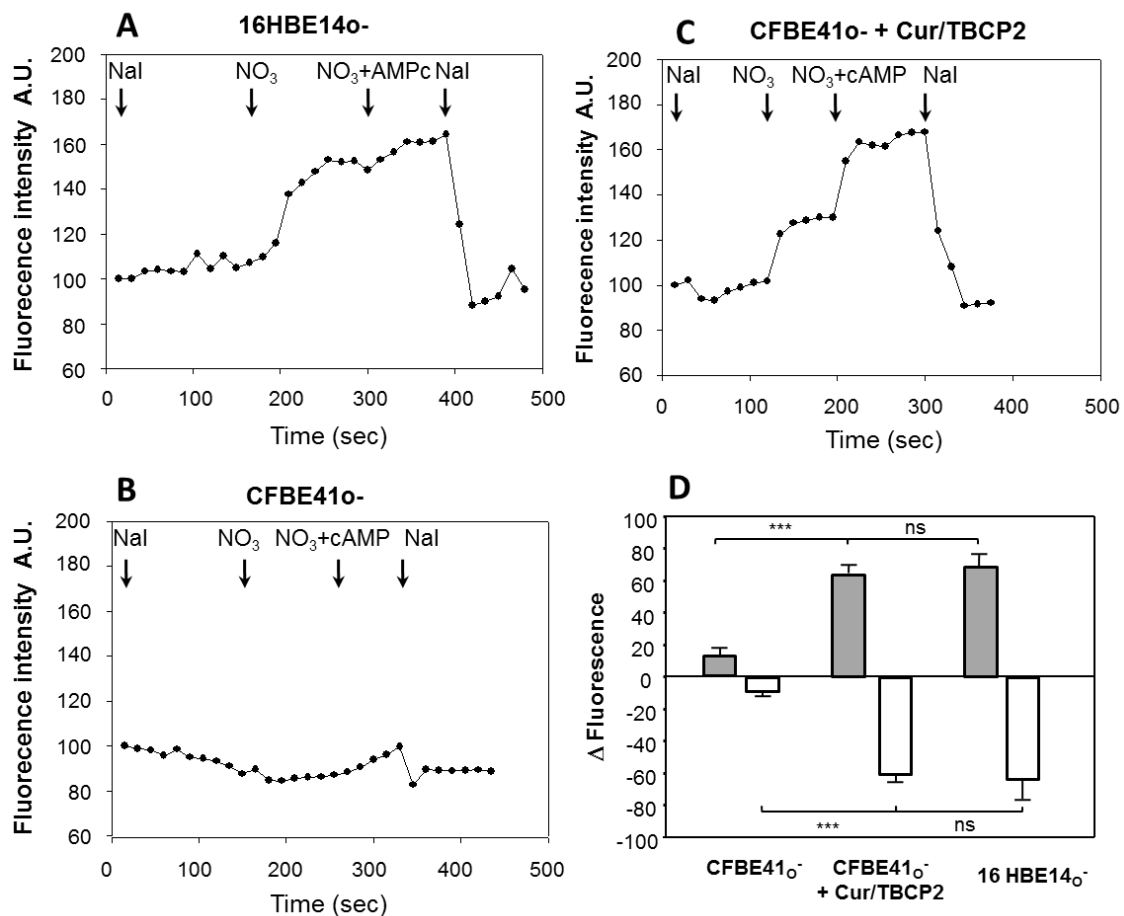 A
16HBE14o-
Fluorecence intensity A.U.
200
180
160
140
120
100
80
60
NaI
NO3
NO3+AMPc
NaI
0
100
200
300
400
500
Time (sec)
C
CFBE41o- + Cur/TBCP2
Fluorecence intensity A.U.
200
180
160
140
120
100
80
60
NaI
NO3
NO3+cAMP
NaI
0
100
200
300
400
500
Time (sec)
B
CFBE41o-
Fluorecence intensity A.U.
200
180
160
140
120
100
80
60
NaI
NO3
NO3+cAMP
NaI
0
100
200
300
400
500
Time (sec)
D
Δ Fluorescence
100
80
60
40
20
0
-20
-40
-60
-80
-100
***
ns
***
ns
CFBE41o-
CFBE41o-
+ Cur/TBCP2
16 HBE14o-